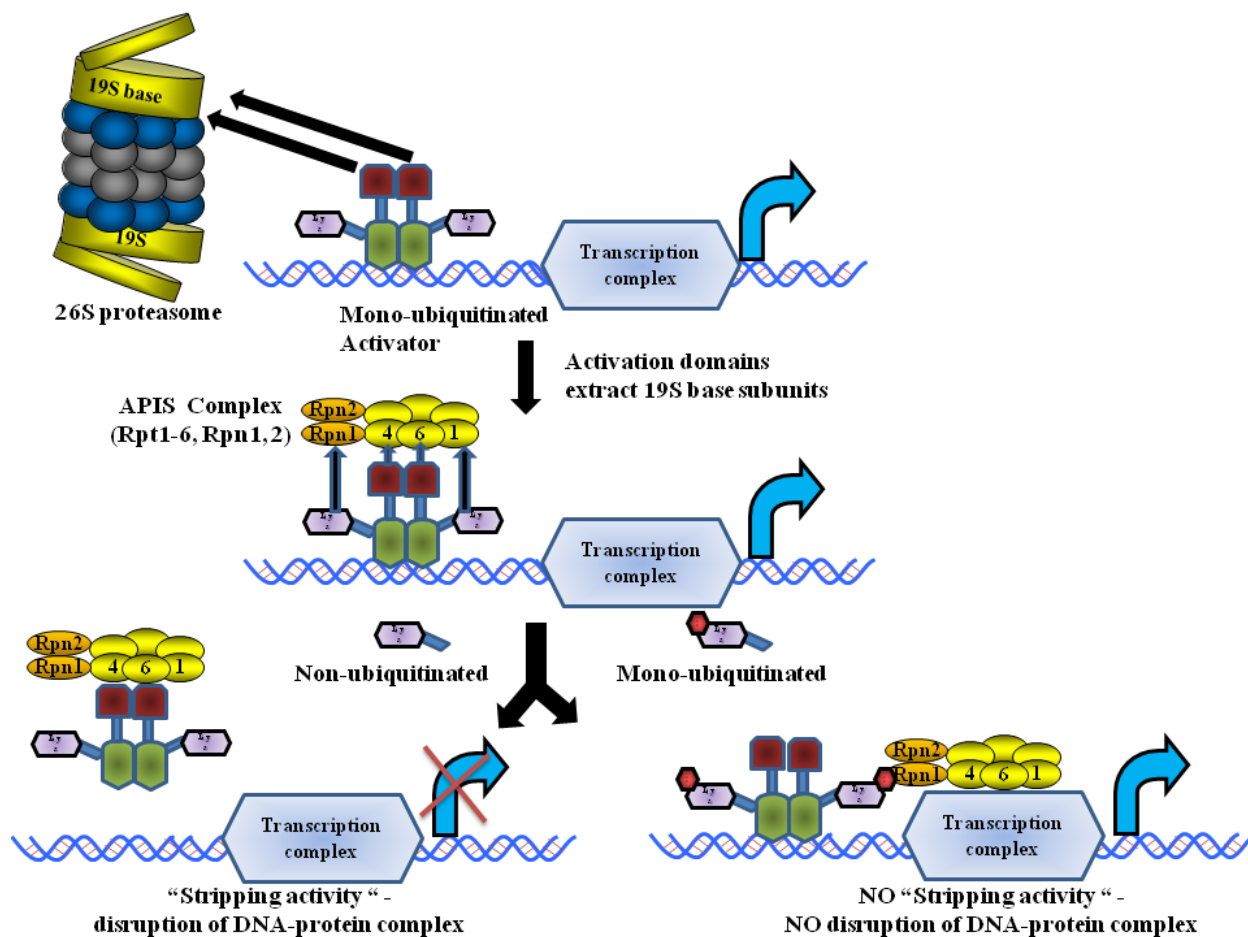 19S base
19S
26S proteasome
Transcription
complex
Mono-ubiquitinated
Activator
Activation domains
extract 19S base subunits
APIS Complex
(Rpt1-6, Rpn1,2)
Rpn2
Rpn1
4 6 1
Transcription
complex
Non-ubiquitinated
Mono-ubiquitinated
Rpn2
Rpn1
4 6 1
Transcription
complex
“Stripping activity “ -
disruption of DNA-protein complex
Rpn2
Rpn1
4 6 1
Transcription
complex
NO “Stripping activity “ -
NO disruption of DNA-protein complex